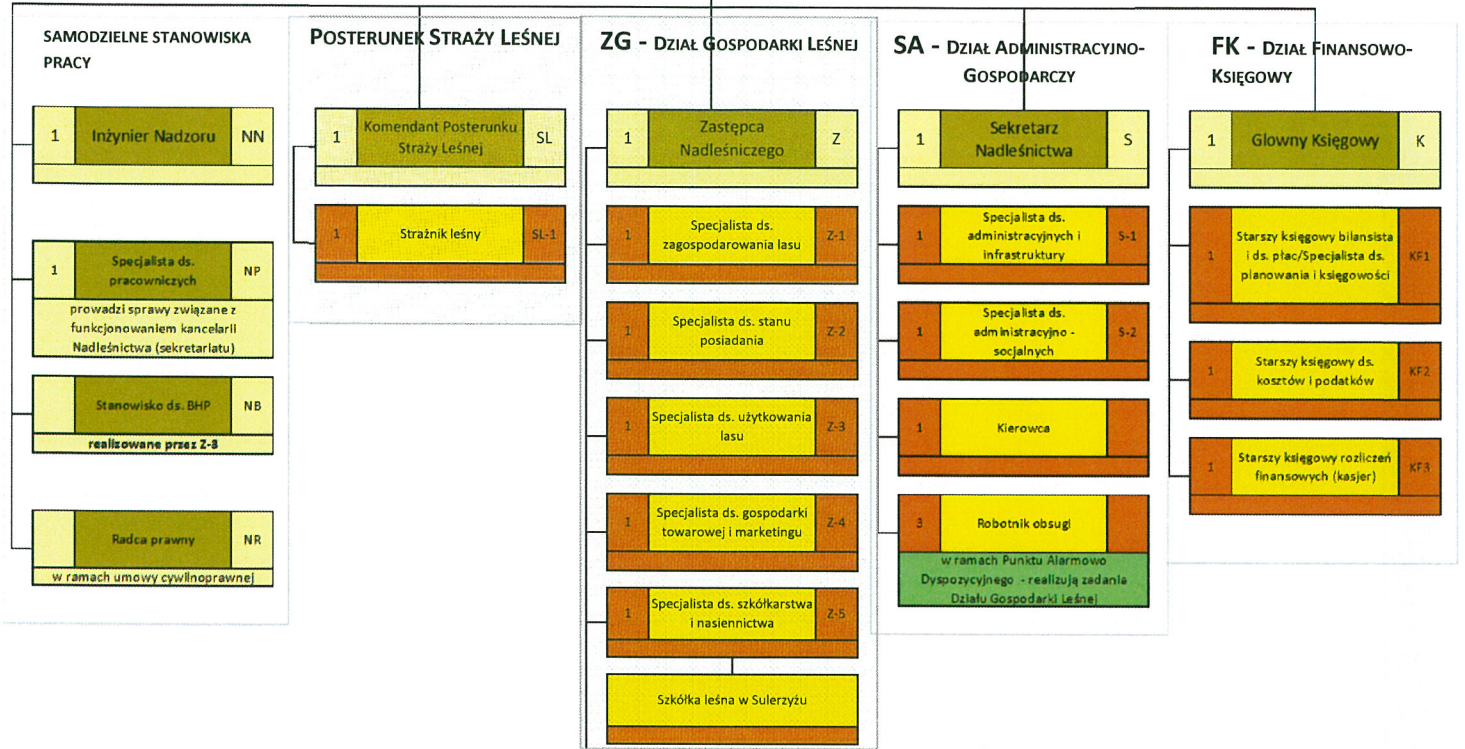 SAMODZIELNE STANOWISKA
PRACY
1
Inżynier Nadzoru
NN
1
Specjalista ds.
pracowniczych
NP
prowadzi sprawy związane z
funkcjonowaniem kancelarii
Nadleśnictwa (sekretariatu)
Stanowisko ds. BHP
NB
realizowane przez Z-3
Radca prawny
NR
w ramach umowy cywilnoprawnej
POSTERUNEK STRAŻY LEŚNEJ
1
Komendant Posterunku
Straży Leśnej
SL
1
Strażnik leśny
SL-1
ZG - DZIAŁ GOSPODARKI LEŚNEJ
1
Zastępca
Nadleśniczego
Z
1
Specjalista ds.
zagospodarowania lasu
Z-1
1
Specjalista ds. stanu
posiadania
Z-2
1
Specjalista ds. użytkowania
lasu
Z-3
1
Specjalista ds. gospodarki
towarowej i marketingu
Z-4
1
Specjalista ds. szkółkarstwa
i nasiennictwa
Z-5
Szkółka leśna w Sulerzyżu
SA - DZIAŁ ADMINISTRACYJNO-
GOSPODARCZY
1
Sekretarz
Nadleśnictwa
S
1
Specjalista ds.
administracyjnych i
infrastruktury
S-1
1
Specjalista ds.
administracyjno -
socjalnych
S-2
1
Kierowca
3
Robotnik obsugi
w ramach Punktu Alarmowo
Dyspozycyjnego - realizują zadania
Działu Gospodarki Leśnej
FK - DZIAŁ FINANSOWO-
KSIĘGOWY
1
Glowny Księgowy
K
1
Starszy księgowy bilansista
i ds. płac/Specjalista ds.
planowania i księgowości
KF1
1
Starszy księgowy ds.
kosztów i podatków
KF2
1
Starszy księgowy rozliczeń
finansowych (kasjer)
KF3